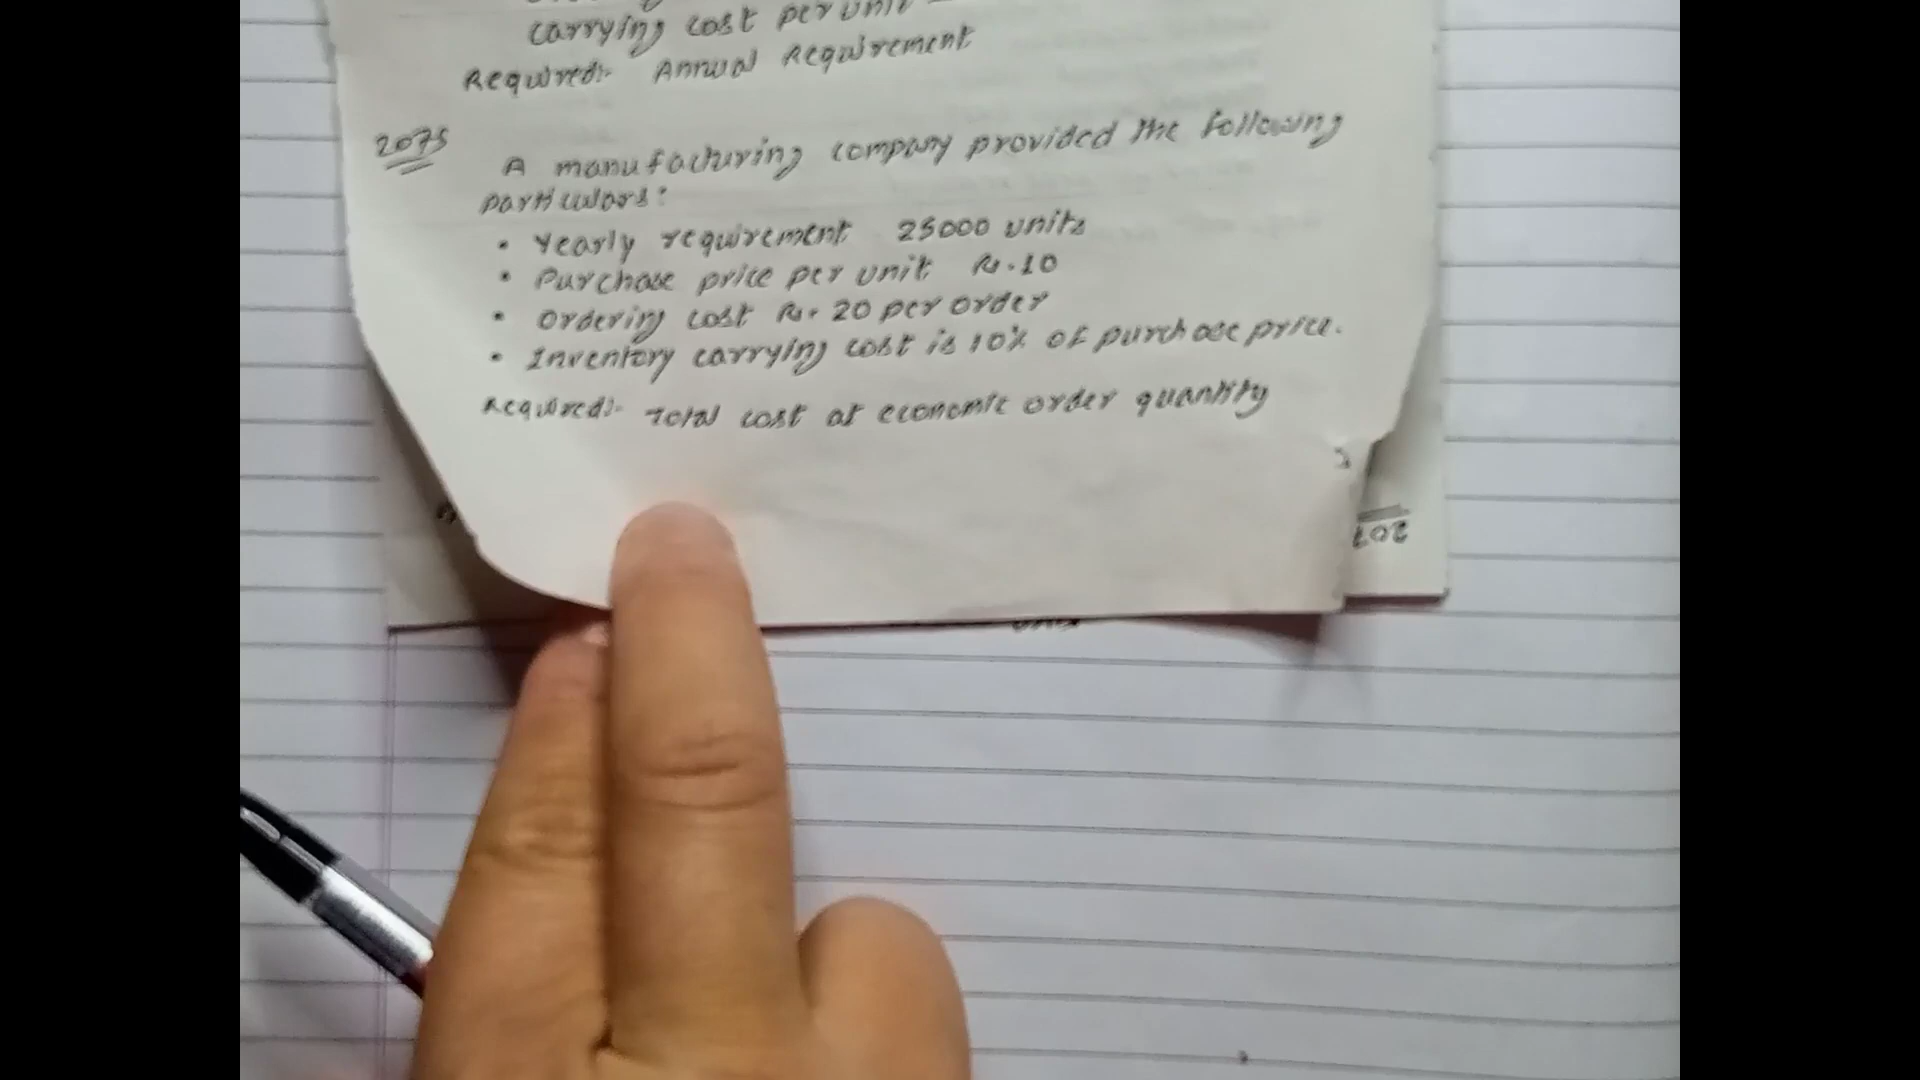 carrying cost per unit =
Required:- Annual Requirement
2075
A manufacturing company provided the following
particulars:
• Yearly requirement 25000 units
• Purchase price per unit Rs. 10
• Ordering cost Rs. 20 per order
• Inventory carrying cost is 10% of purchase price.
Required:- Total cost at economic order quantity
207